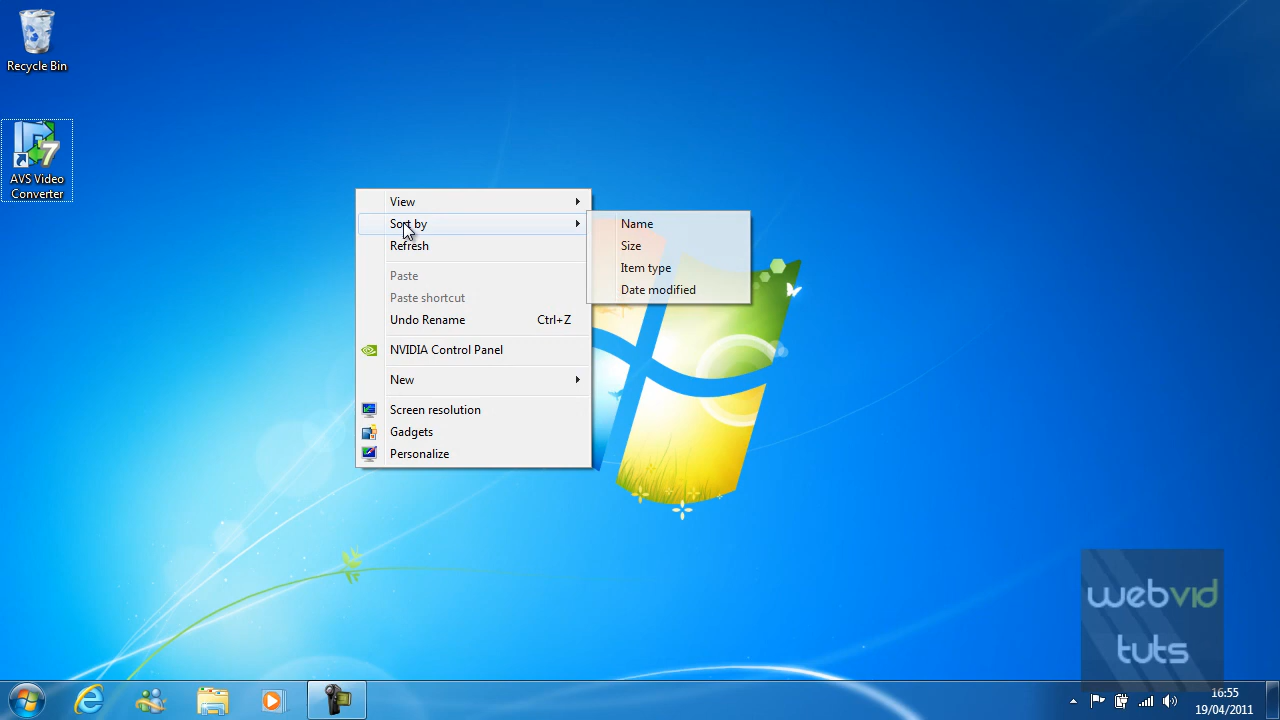 Recycle Bin
7
AVS Video
Converter
View
Sort by
Refresh
Paste
Paste shortcut
Undo Rename Ctrl+Z
NVIDIA Control Panel
New
Screen resolution
Gadgets
Personalize
Name
Size
Item type
Date modified
webvid
tuts
16:55
19/04/2011